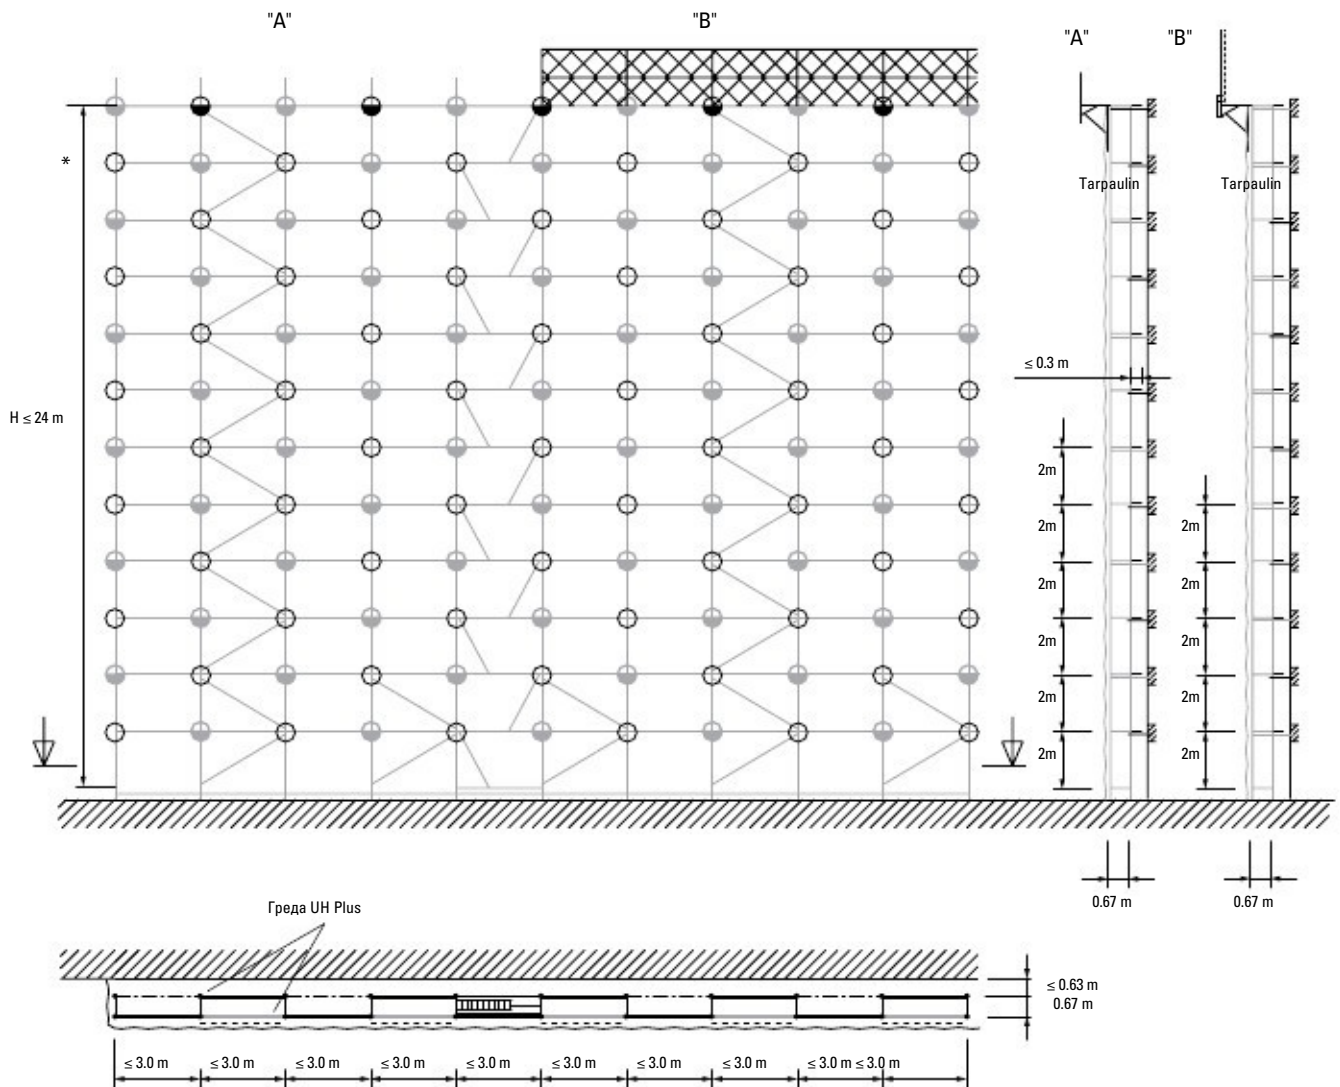 "A"
"B"
"A"
"B"
*
Tarpaulin
Tarpaulin
≤ 0.3 m
H ≤ 24 m
2m
2m
2m
2m
2m
2m
2m
2m
2m
2m
2m
0.67 m
0.67 m
Греда UH Plus
≤ 0.63 m
0.67 m
≤ 3.0 m
≤ 3.0 m
≤ 3.0 m
≤ 3.0 m
≤ 3.0 m
≤ 3.0 m
≤ 3.0 m
≤ 3.0 m
≤ 3.0 m ≤ 3.0 m